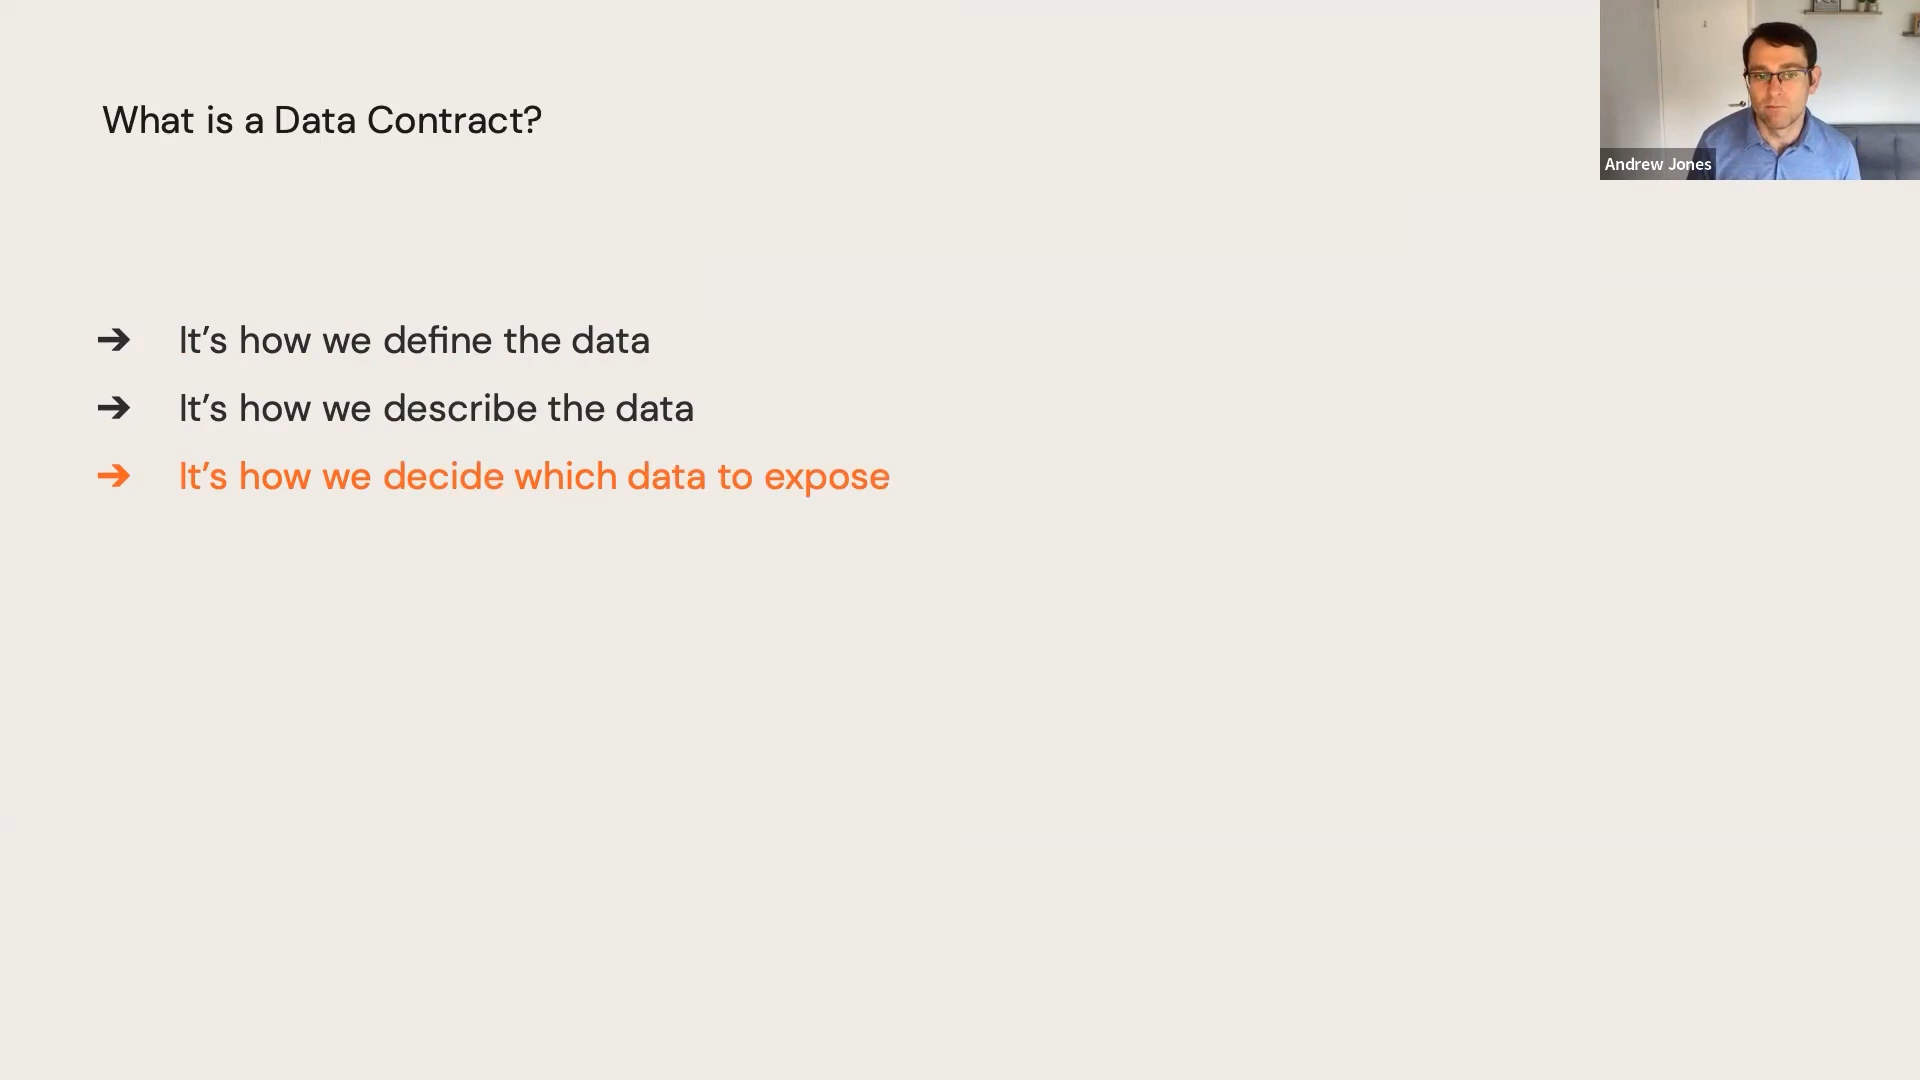 What is a Data Contract?
Andrew Jones
➔ It’s how we define the data
➔ It’s how we describe the data
➔ It’s how we decide which data to expose